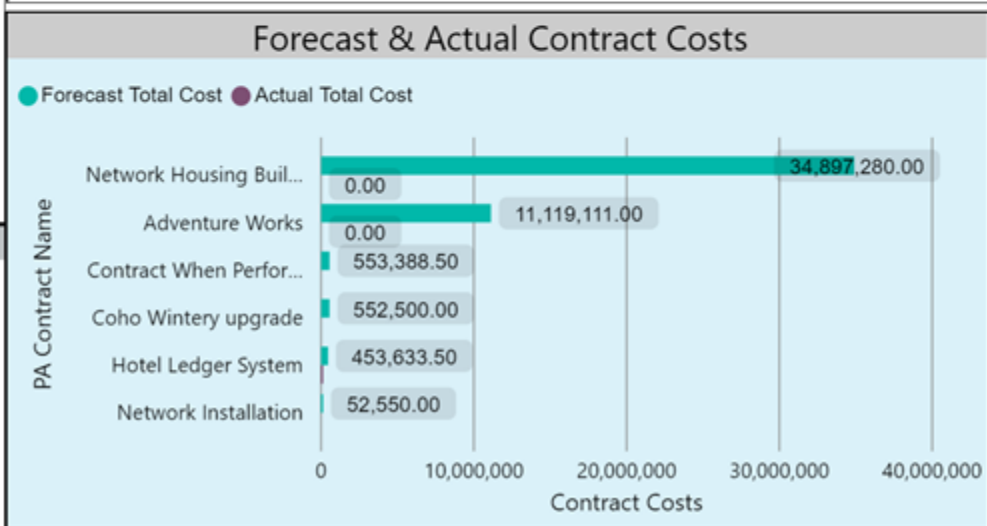 Forecast & Actual Contract Costs
Forecast Total Cost Actual Total Cost
PA Contract Name
Network Housing Buil... 34,897,280.00
0.00
Adventure Works 11,119,111.00
0.00
Contract When Perfor... 553,388.50
Coho Wintery upgrade 552,500.00
Hotel Ledger System 453,633.50
Network Installation 52,550.00
0 10,000,000 20,000,000 30,000,000 40,000,000
Contract Costs